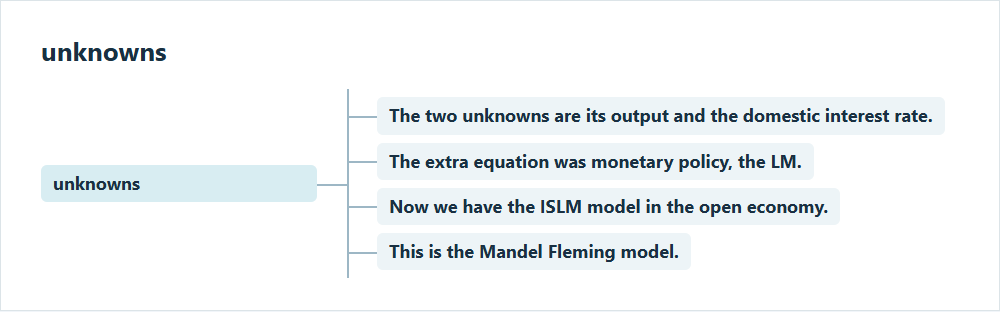 unknowns
The two unknowns are its output and the domestic interest rate.
The extra equation was monetary policy, the LM.
unknowns
Now we have the ISLM model in the open economy.
This is the Mandel Fleming model.